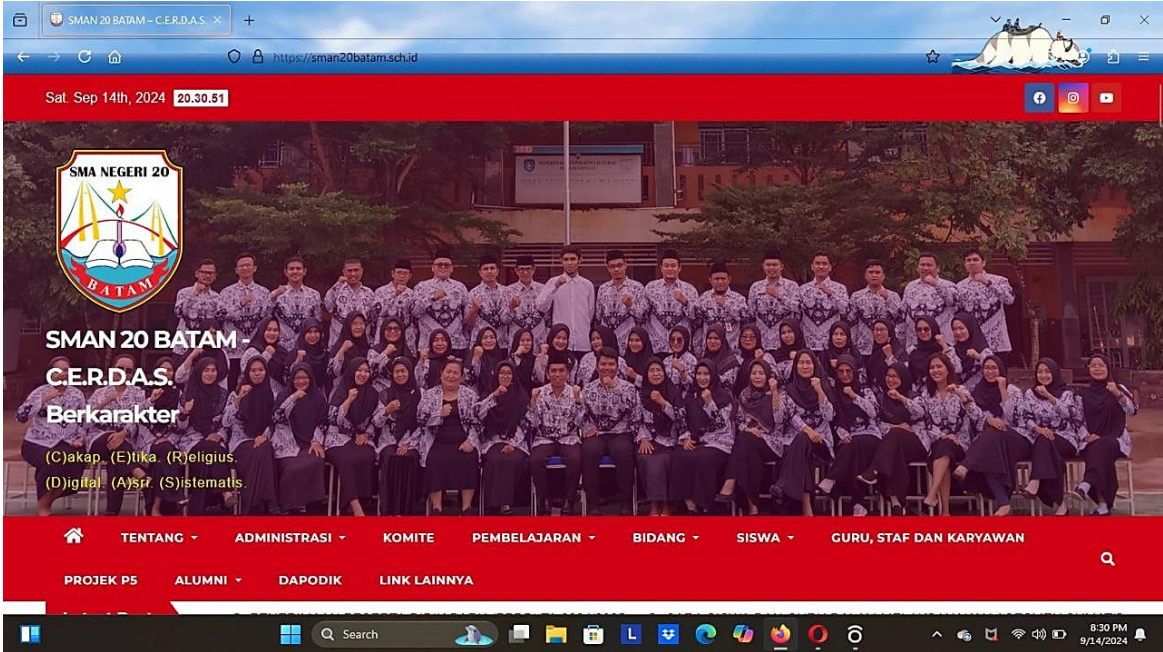 SMAN 20 BATAM – C.E.R.D.A.S.
https://sman20batam.sch.id
Sat. Sep 14th, 2024 20.30.51
SMA NEGERI 20
BATAM
SMAN 20 BATAM -
C.E.R.D.A.S.
Berkarakter
(C)akap. (E)tika. (R)eligius.
(D)igital. (A)sri. (S)istematis.
TENTANG ADMINISTRASI KOMITE PEMBELAJARAN BIDANG SISWA GURU, STAF DAN KARYAWAN
PROJEK P5 ALUMNI DAPODIK LINK LAINNYA
Search
8:30 PM
9/14/2024